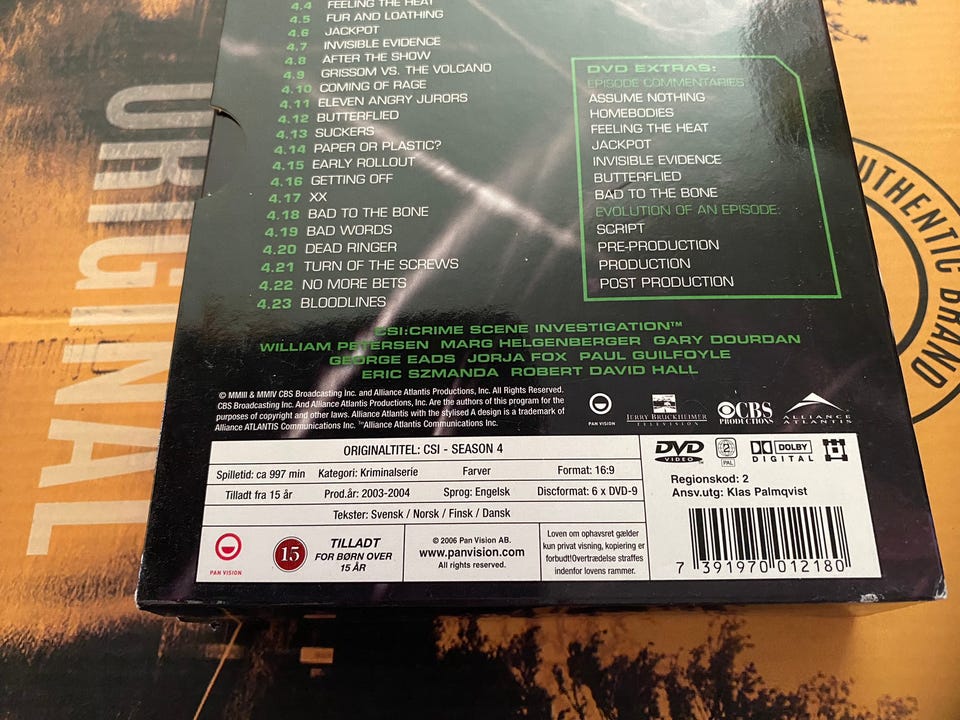 4.4 FEELING THE HEAT
4.5 FUR AND LOATHING
4.6 JACKPOT
4.7 INVISIBLE EVIDENCE
4.8 AFTER THE SHOW
4.9 GRISSOM VS. THE VOLCANO
4.10 COMING OF RAGE
4.11 ELEVEN ANGRY JURORS
4.12 BUTTERFLIED
4.13 SUCKERS
4.14 PAPER OR PLASTIC?
4.15 EARLY ROLLOUT
4.16 GETTING OFF
4.17 XX
4.18 BAD TO THE BONE
4.19 BAD WORDS
4.20 DEAD RINGER
4.21 TURN OF THE SCREWS
4.22 NO MORE BETS
4.23 BLOODLINES
DVD EXTRAS:
EPISODE COMMENTARIES
ASSUME NOTHING
HOMEBODIES
FEELING THE HEAT
JACKPOT
INVISIBLE EVIDENCE
BUTTERFLIED
BAD TO THE BONE
EVOLUTION OF AN EPISODE:
SCRIPT
PRE-PRODUCTION
PRODUCTION
POST PRODUCTION
CSI:CRIME SCENE INVESTIGATION™
WILLIAM PETERSEN MARG HELGENBERGER GARY DOURDAN
GEORGE EADS JORJA FOX PAUL GUILFOYLE
ERIC SZMANDA ROBERT DAVID HALL
© MMIII & MMIV CBS Broadcasting Inc. and Alliance Atlantis Productions, Inc. All Rights Reserved.
CBS Broadcasting Inc. And Alliance Atlantis Productions, Inc. Are the authors of this program for the
purposes of copyright and other laws. Alliance Atlantis with the stylised A design is a trademark of
Alliance ATLANTIS Communications Inc. ™Alliance Atlantis Communications Inc.
PAN VISION
JERRY BRUCKHEIMER
TELEVISION
CBS
PRODUCTIONS
ALLIANCE
ATLANTIS
ORIGINALTITEL: CSI - SEASON 4
Spilletid: ca 997 min Kategori: Kriminalserie Farver Format: 16:9
Tilladt fra 15 år Prod.år: 2003-2004 Sprog: Engelsk Discformat: 6 x DVD-9
Tekster: Svensk / Norsk / Finsk / Dansk
PAN VISION
15
TILLADT
FOR BØRN OVER
15 ÅR
© 2006 Pan Vision AB.
www.panvision.com
All rights reserved.
Loven om ophavsret gælder
kun privat visning, kopiering er
forbudt!Overtrædelse straffes
indenfor lovens rammer.
DVD
VIDEO
2
PAL
DOLBY
DIGITAL
Regionskod: 2
Ansv.utg: Klas Palmqvist
7 391970 012180
ORIGINAL
AUTHENTIC BRAND